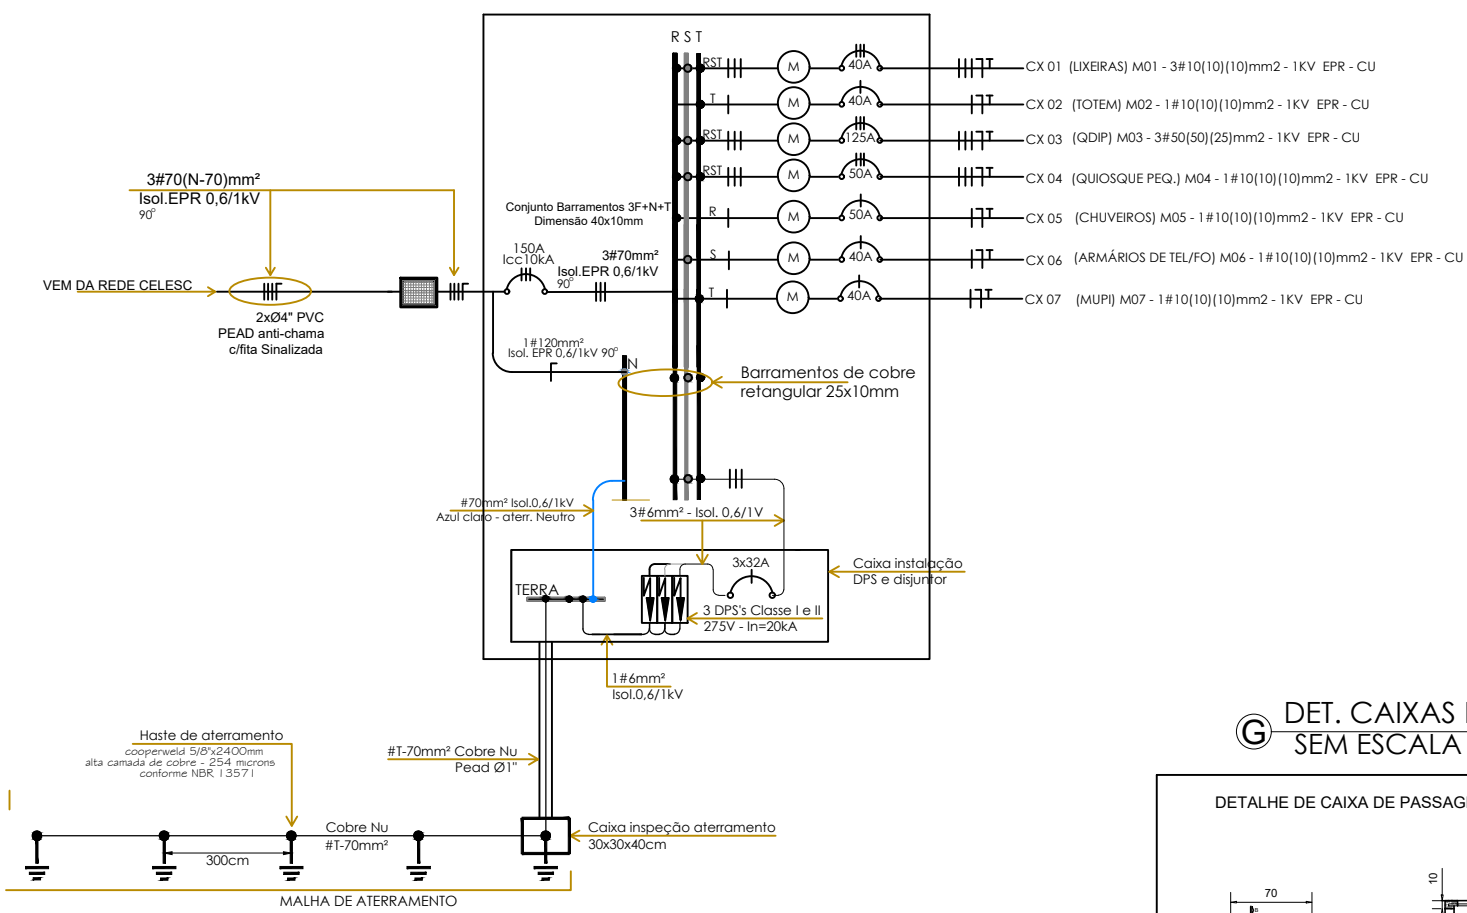 R S T
RST
M
40A
CX 01 (LIXEIRAS) M01 - 3#10(10)(10)mm2 - 1KV EPR - CU
T
M
40A
CX 02 (TOTEM) M02 - 1#10(10)(10)mm2 - 1KV EPR - CU
RST
M
125A
CX 03 (QDIP) M03 - 3#50(50)(25)mm2 - 1KV EPR - CU
RST
M
50A
CX 04 (QUIOSQUE PEQ.) M04 - 1#10(10)(10)mm2 - 1KV EPR - CU
R
M
50A
CX 05 (CHUVEIROS) M05 - 1#10(10)(10)mm2 - 1KV EPR - CU
S
M
40A
CX 06 (ARMÁRIOS DE TEL/FO) M06 - 1#10(10)(10)mm2 - 1KV EPR - CU
T
M
40A
CX 07 (MUPI) M07 - 1#10(10)(10)mm2 - 1KV EPR - CU
3#70(N-70)mm²
Isol.EPR 0,6/1kV
90°
Conjunto Barramentos 3F+N+T
Dimensão 40x10mm
150A
Icc10kA
3#70mm²
Isol.EPR 0,6/1kV
90°
VEM DA REDE CELESC
2xØ4" PVC
PEAD anti-chama
c/fita Sinalizada
1#120mm²
Isol. EPR 0,6/1kV 90°
N
Barramentos de cobre
retangular 25x10mm
#70mm² Isol.0,6/1kV
Azul claro - aterr. Neutro
3#6mm² - Isol. 0,6/1V
3x32A
Caixa instalação
DPS e disjuntor
TERRA
3 DPS's Classe I e II
275V - In=20kA
1#6mm²
Isol.0,6/1kV
Haste de aterramento
cooperweld 5/8"x2400mm
alta camada de cobre - 254 microns
conforme NBR 13571
#T-70mm² Cobre Nu
Pead Ø1"
Cobre Nu
#T-70mm²
300cm
Caixa inspeção aterramento
30x30x40cm
MALHA DE ATERRAMENTO
G
DET. CAIXAS
SEM ESCALA
DETALHE DE CAIXA DE PASSAG
70
10